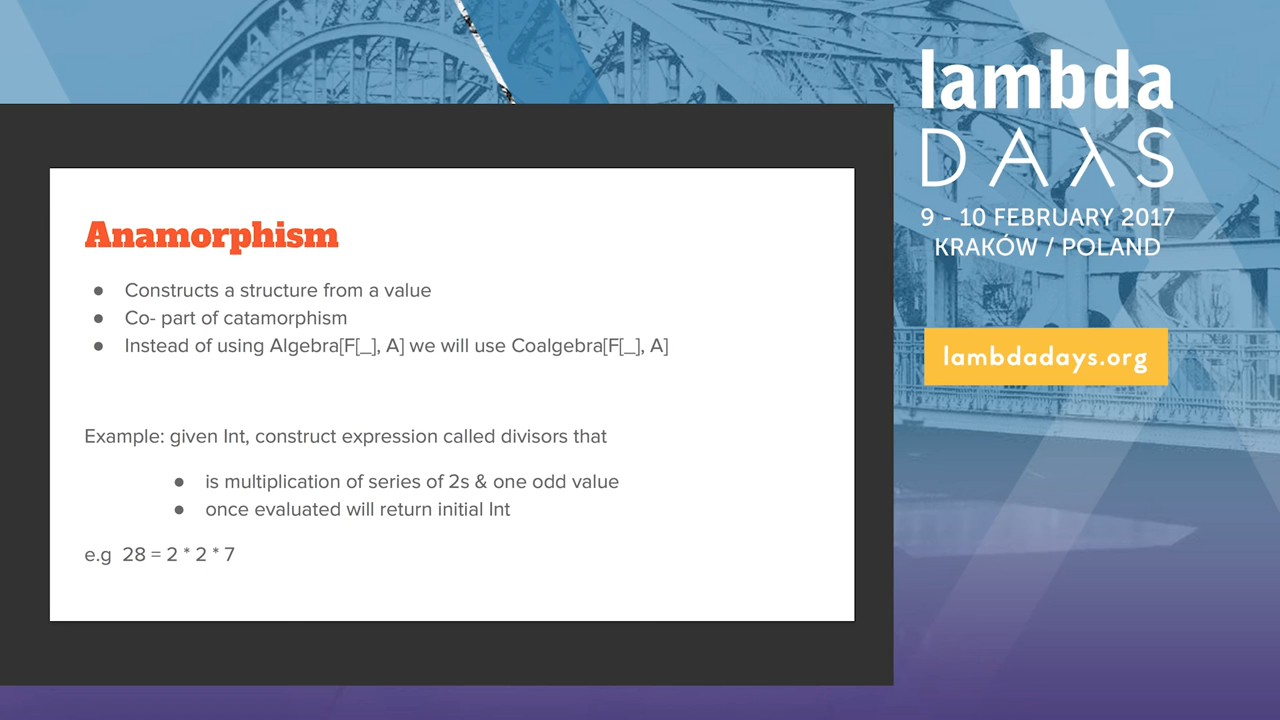 Anamorphism
● Constructs a structure from a value
● Co- part of catamorphism
● Instead of using Algebra[F[_], A] we will use Coalgebra[F[_], A]
Example: given Int, construct expression called divisors that
● is multiplication of series of 2s & one odd value
● once evaluated will return initial Int
e.g 28 = 2 * 2 * 7
lambda
DAλS
9 - 10 FEBRUARY 2017
KRAKÓW / POLAND
lambdadays.org